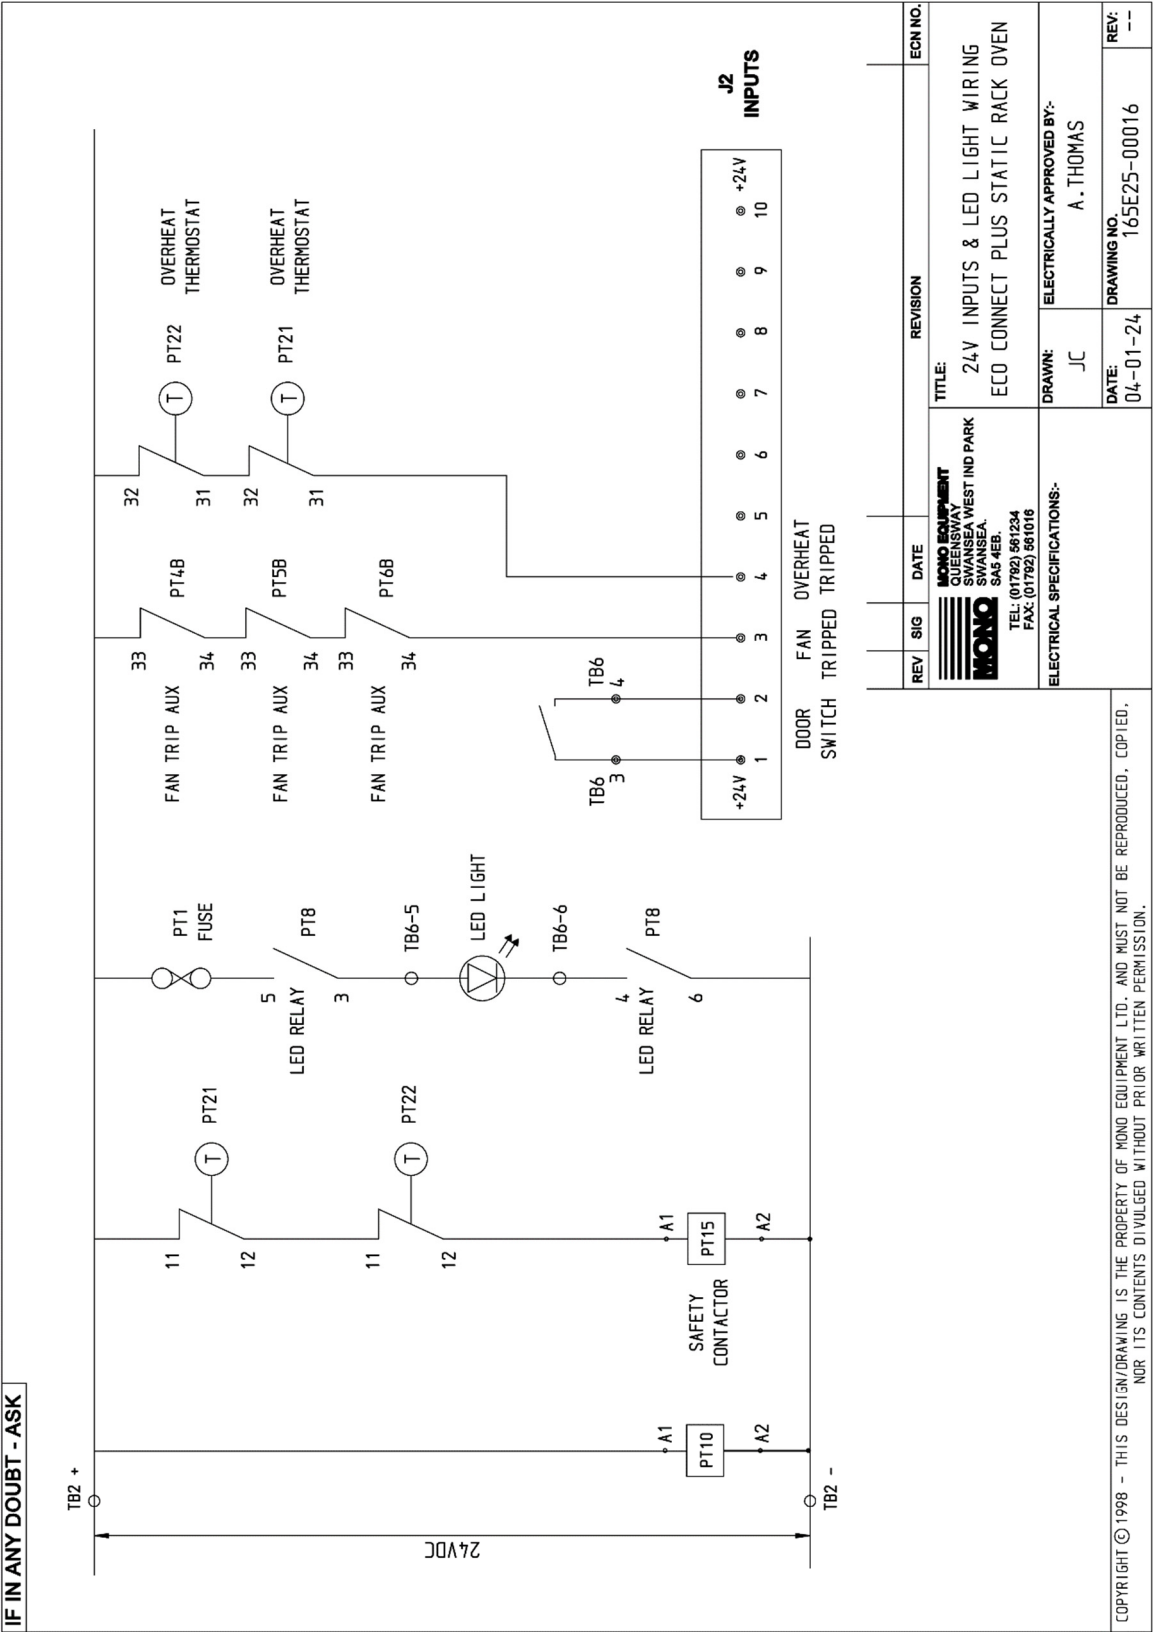 IF IN ANY DOUBT - ASK
TB2 +
24VDC
TB2 -
A1
PT10
A2
11
12
PT21
T
11
12
PT22
T
A1
PT15
A2
SAFETY
CONTACTOR
PT1
FUSE
5
3
PT8
LED RELAY
TB6-5
LED LIGHT
TB6-6
4
6
PT8
LED RELAY
33
34
PT4B
FAN TRIP AUX
33
34
PT5B
FAN TRIP AUX
33
34
PT6B
FAN TRIP AUX
32
31
T
PT22
OVERHEAT
THERMOSTAT
32
31
T
PT21
OVERHEAT
THERMOSTAT
TB6
3
TB6
4
+24V
1 2 3 4 5 6 7 8 9 10
+24V
J2
INPUTS
DOOR FAN OVERHEAT
SWITCH TRIPPED TRIPPED
REV SIG DATE REVISION ECN NO.
MONO
MONO EQUIPMENT
QUEENSWAY
SWANSEA WEST IND PARK
SWANSEA.
SA5 4EB.
TEL: (01792) 561234
FAX: (01792) 561016
TITLE:
24V INPUTS & LED LIGHT WIRING
ECO CONNECT PLUS STATIC RACK OVEN
ELECTRICAL SPECIFICATIONS:-
DRAWN:
JC
ELECTRICALLY APPROVED BY:-
A.THOMAS
DATE:
04-01-24
DRAWING NO.
165E25-00016
REV:
--
COPYRIGHT © 1998 - THIS DESIGN/DRAWING IS THE PROPERTY OF MONO EQUIPMENT LTD. AND MUST NOT BE REPRODUCED, COPIED,
NOR ITS CONTENTS DIVULGED WITHOUT PRIOR WRITTEN PERMISSION.